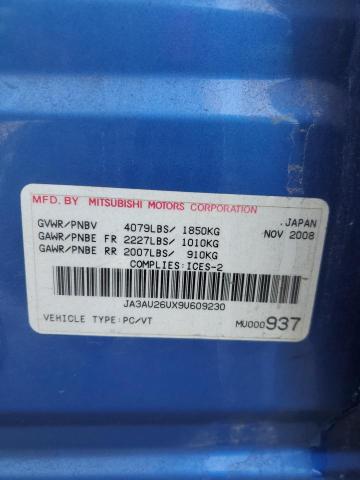 MFD. BY MITSUBISHI MOTORS CORPORATION
GVWR/PNBV 4079LBS/ 1850KG JAPAN
GAWR/PNBE FR 2227LBS/ 1010KG NOV 2008
GAWR/PNBE RR 2007LBS/ 910KG
COMPLIES:ICES-2
JA3AU26UX9U609230
VEHICLE TYPE:PC/VT MU000937